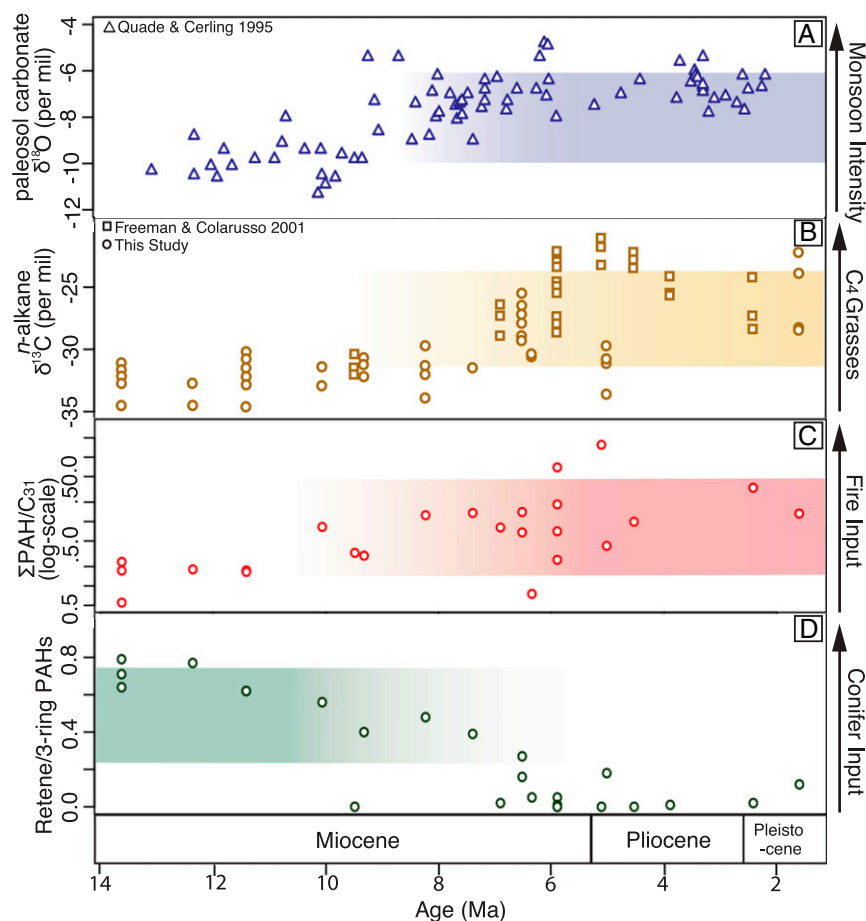 △ Quade & Cerling 1995
A
-4
-6
-8
-10
-12
paleosol carbonate
δ¹⁸O (per mil)
Monsoon Intensity
□ Freeman & Colarusso 2001
○ This Study
B
-25
-30
-35
n-alkane
δ¹³C (per mil)
C₄ Grasses
C
50.0
5.0
0.5
ΣPAH/C₃₁
(log-scale)
Fire Input
D
0.8
0.4
0.0
Retene/3-ring PAHs
Conifer Input
Miocene
Pliocene
Pleisto
-cene
14 12 10 8 6 4 2
Age (Ma)